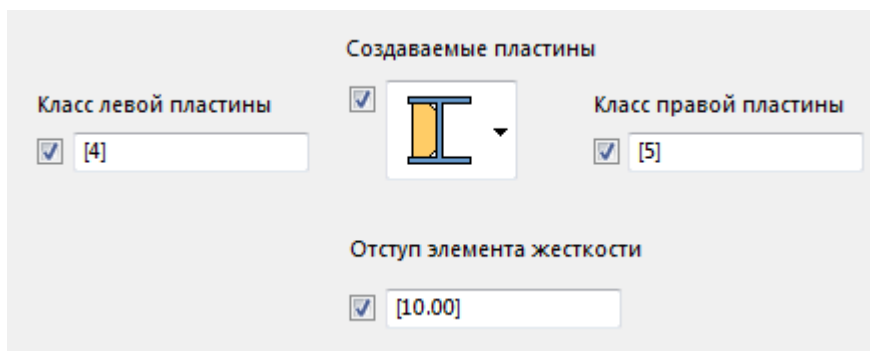 Создаваемые пластины
Класс левой пластины
Класс правой пластины
[4]
[5]
Отступ элемента жесткости
[10.00]